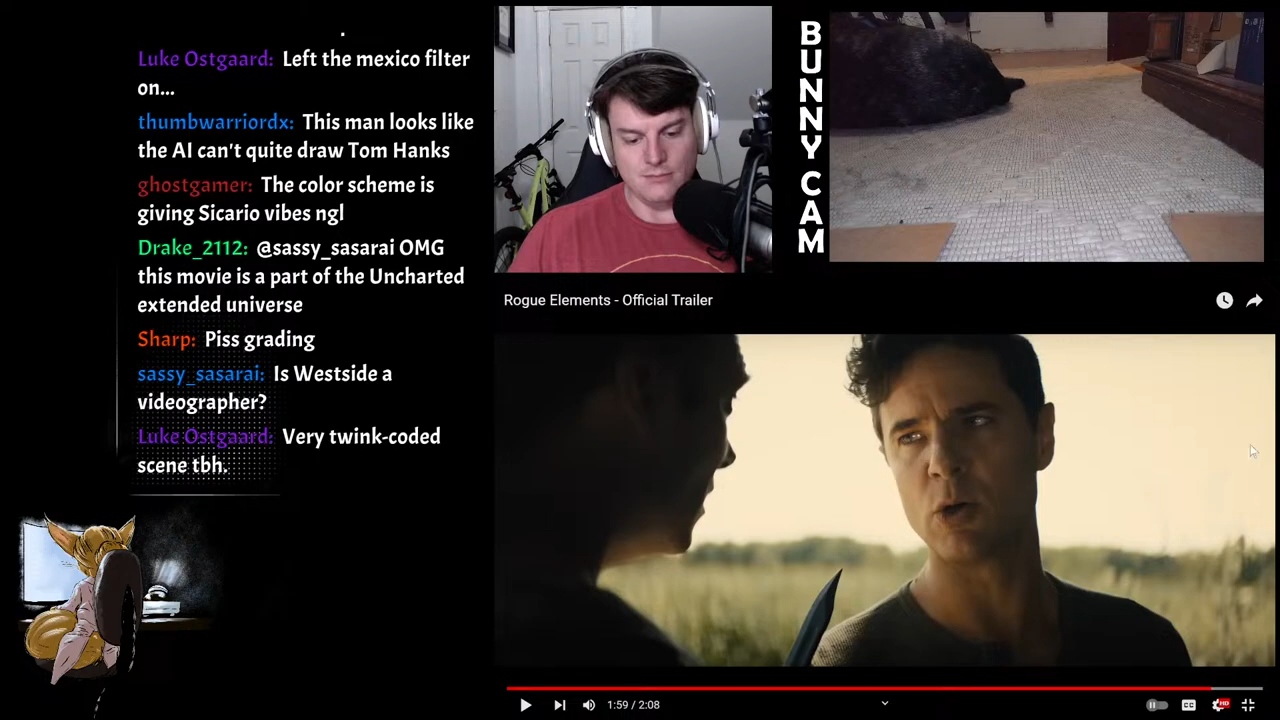 Luke Ostgaard: Left the mexico filter
on...
thumbwarriordx: This man looks like
the AI can't quite draw Tom Hanks
ghostgamer: The color scheme is
giving Sicario vibes ngl
Drake_2112: @sassy_sasarai OMG
this movie is a part of the Uncharted
extended universe
Sharp: Piss grading
sassy_sasarai: Is Westside a
videographer?
Luke Ostgaard: Very twink-coded
scene tbh.
BUNNY CAM
Rogue Elements - Official Trailer
1:59 / 2:08
CC
HD